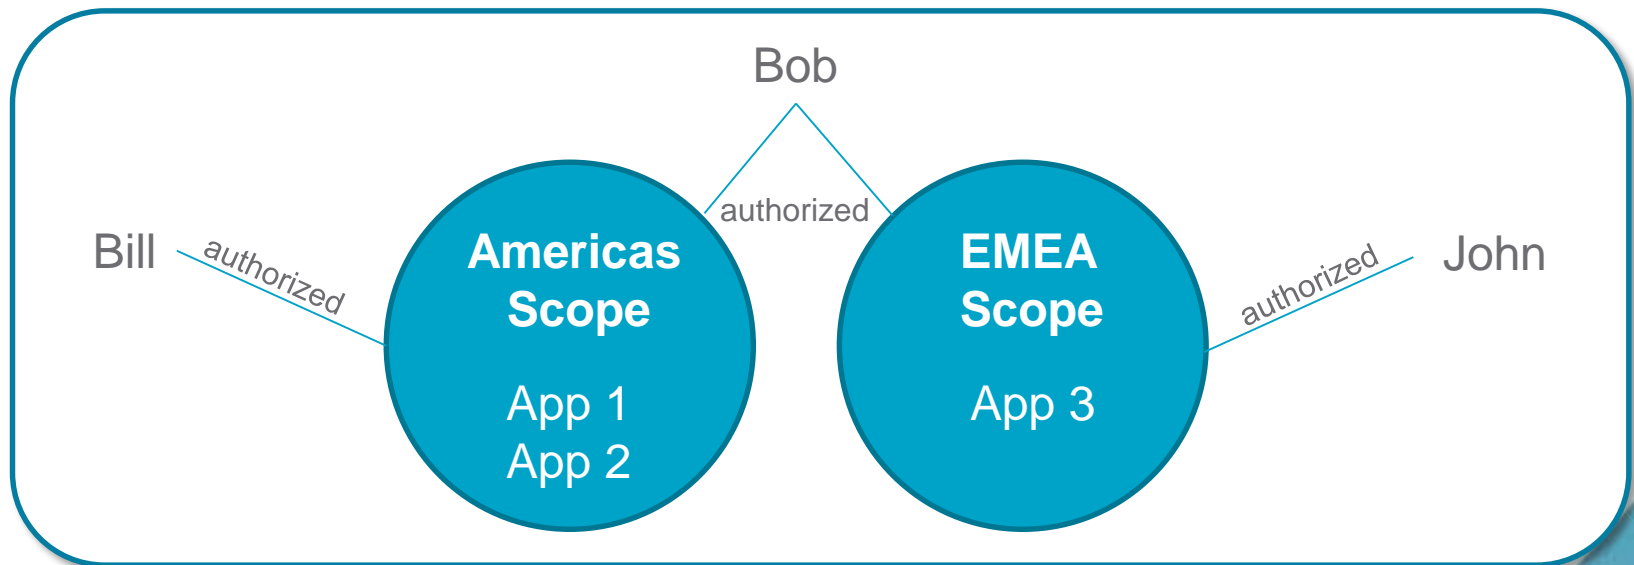 Bob
authorized
Bill
authorized
Americas
Scope
App 1
App 2
EMEA
Scope
App 3
authorized
John